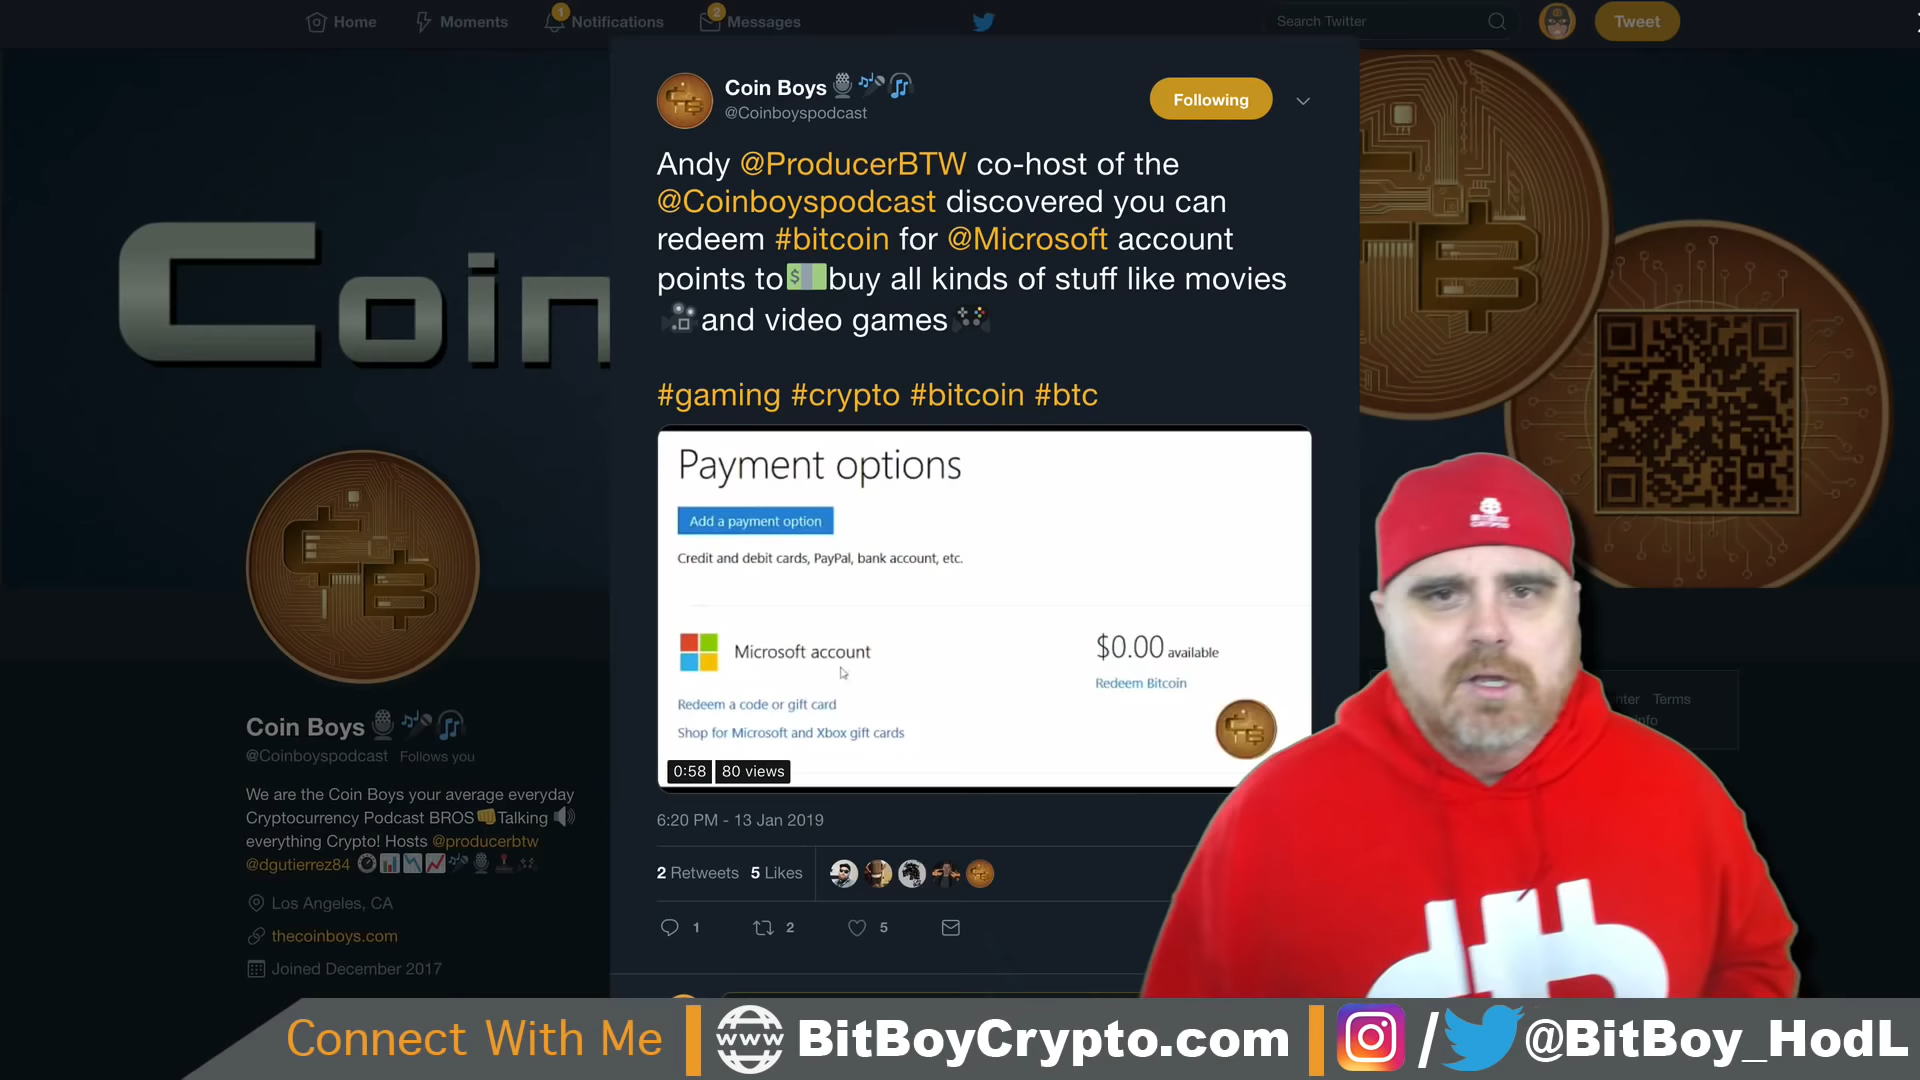 Home
Moments
1
Notifications
2
Messages
Search Twitter
Tweet
Coin Boys
@Coinboyspodcast
Following
Andy @ProducerBTW co-host of the
@Coinboyspodcast discovered you can
redeem #bitcoin for @Microsoft account
points to buy all kinds of stuff like movies
and video games
#gaming #crypto #bitcoin #btc
Payment options
Add a payment option
Credit and debit cards, PayPal, bank account, etc.
Microsoft account
$0.00 available
Redeem Bitcoin
Redeem a code or gift card
Shop for Microsoft and Xbox gift cards
0:58
80 views
6:20 PM - 13 Jan 2019
2 Retweets 5 Likes
1
2
5
Coin
Coin Boys
@Coinboyspodcast Follows you
We are the Coin Boys your average everyday
Cryptocurrency Podcast BROS Talking
everything Crypto! Hosts @producerbtw
@dgutierrez84
Los Angeles, CA
thecoinboys.com
Joined December 2017
Terms
BITBOY
CRYPTO
Connect With Me
WWW
BitBoyCrypto.com
/
@BitBoy_HodL